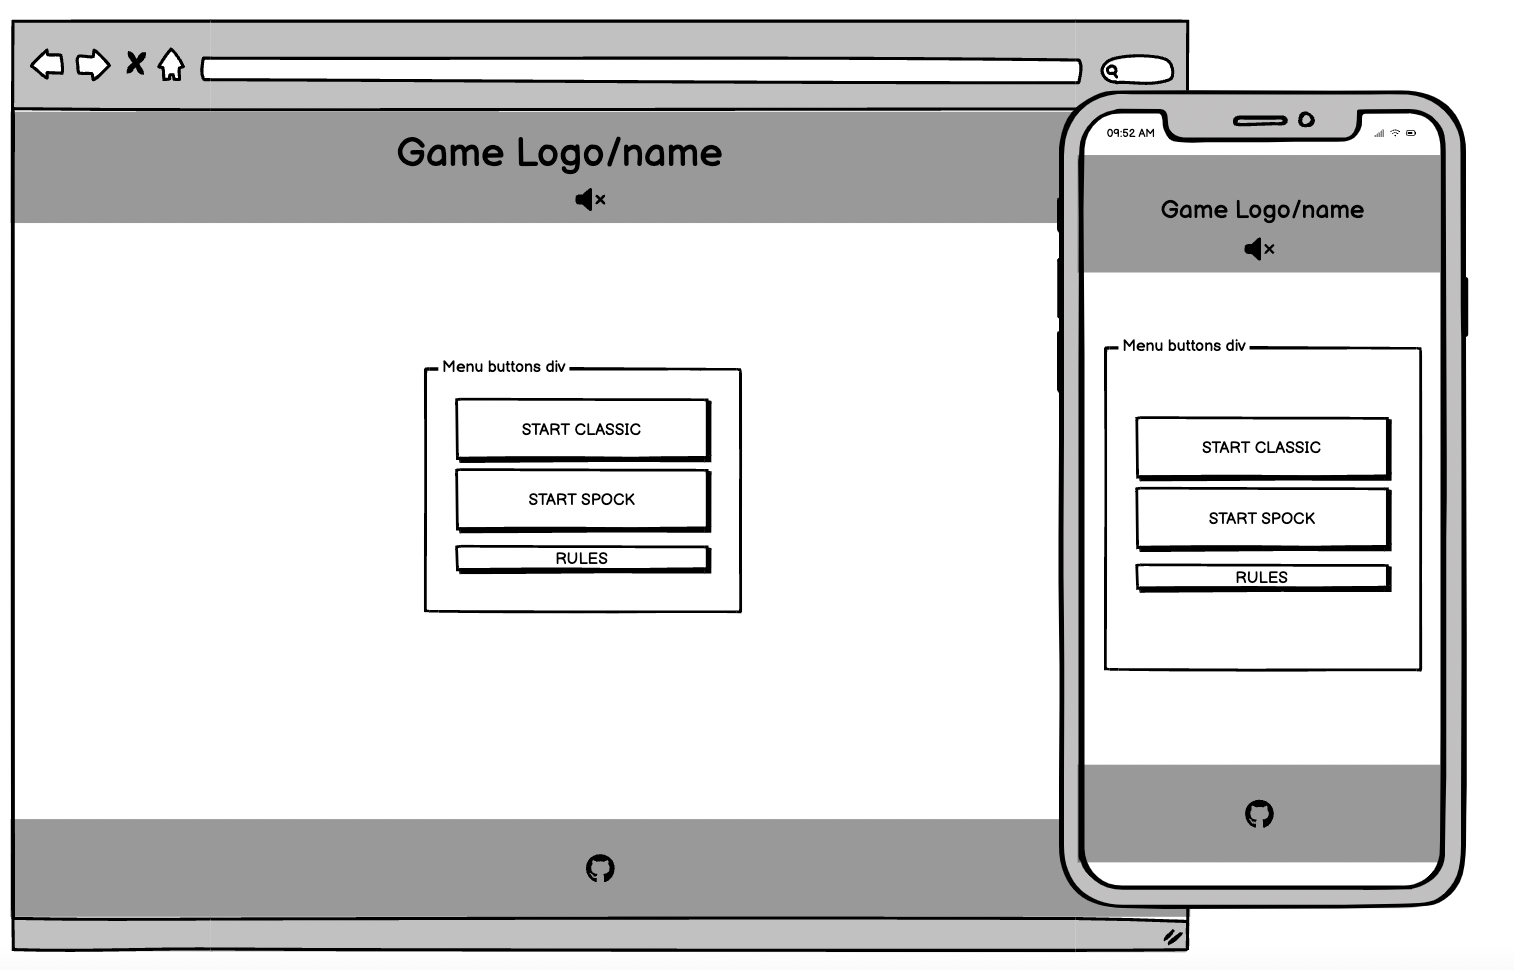 Game Logo/name
Menu buttons div
START CLASSIC
START SPOCK
RULES
09:52 AM
Game Logo/name
Menu buttons div
START CLASSIC
START SPOCK
RULES